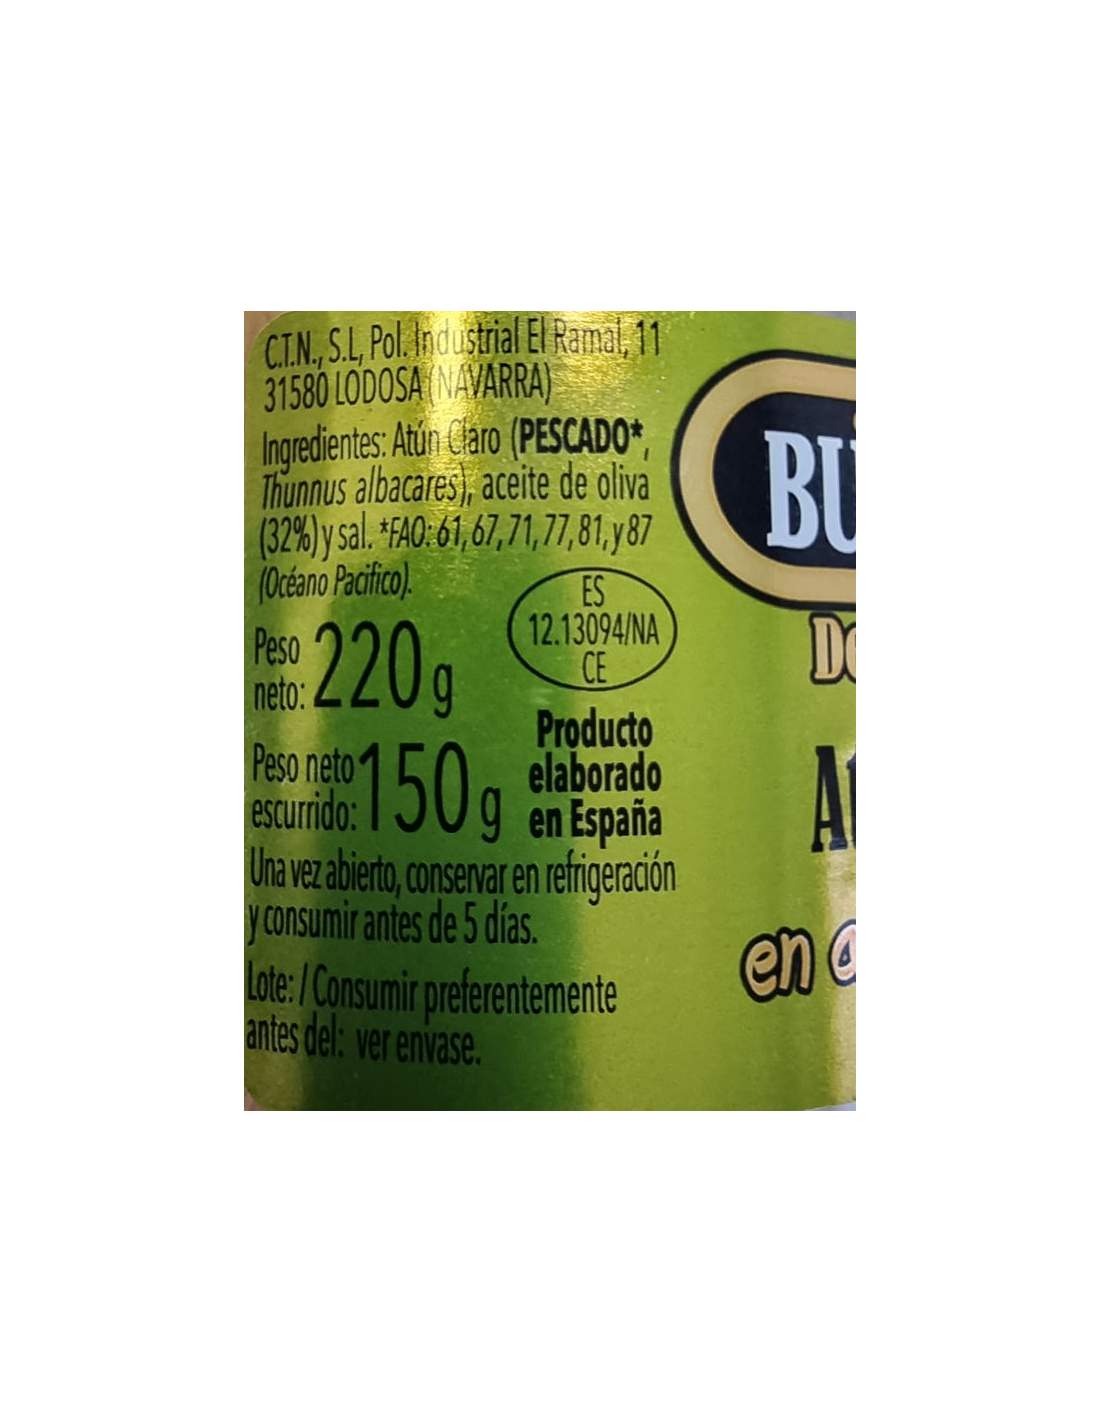 C.T.N., S.L, Pol. Industrial El Ramal, 11
31580 LODOSA (NAVARRA)
Ingredientes: Atún Claro (PESCADO*,
Thunnus albacares), aceite de oliva
(32%) y sal. *FAO: 61, 67, 71, 77, 81, y 87
(Océano Pacifico).
ES
12.13094/NA
CE
Peso
neto: 220 g
Peso neto
escurrido: 150 g
Producto
elaborado
en España
Una vez abierto, conservar en refrigeración
y consumir antes de 5 días.
Lote: / Consumir preferentemente
antes del: ver envase.
BU
en